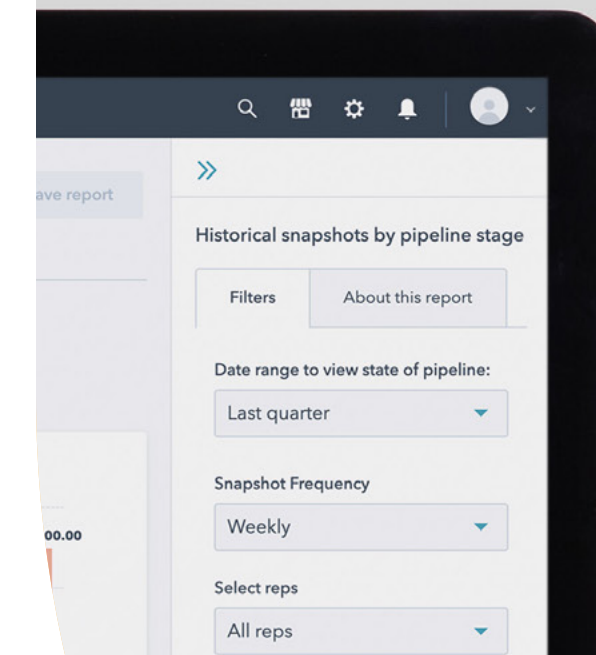 ave report
Historical snapshots by pipeline stage
Filters
About this report
Date range to view state of pipeline:
Last quarter
Snapshot Frequency
Weekly
00.00
Select reps
All reps